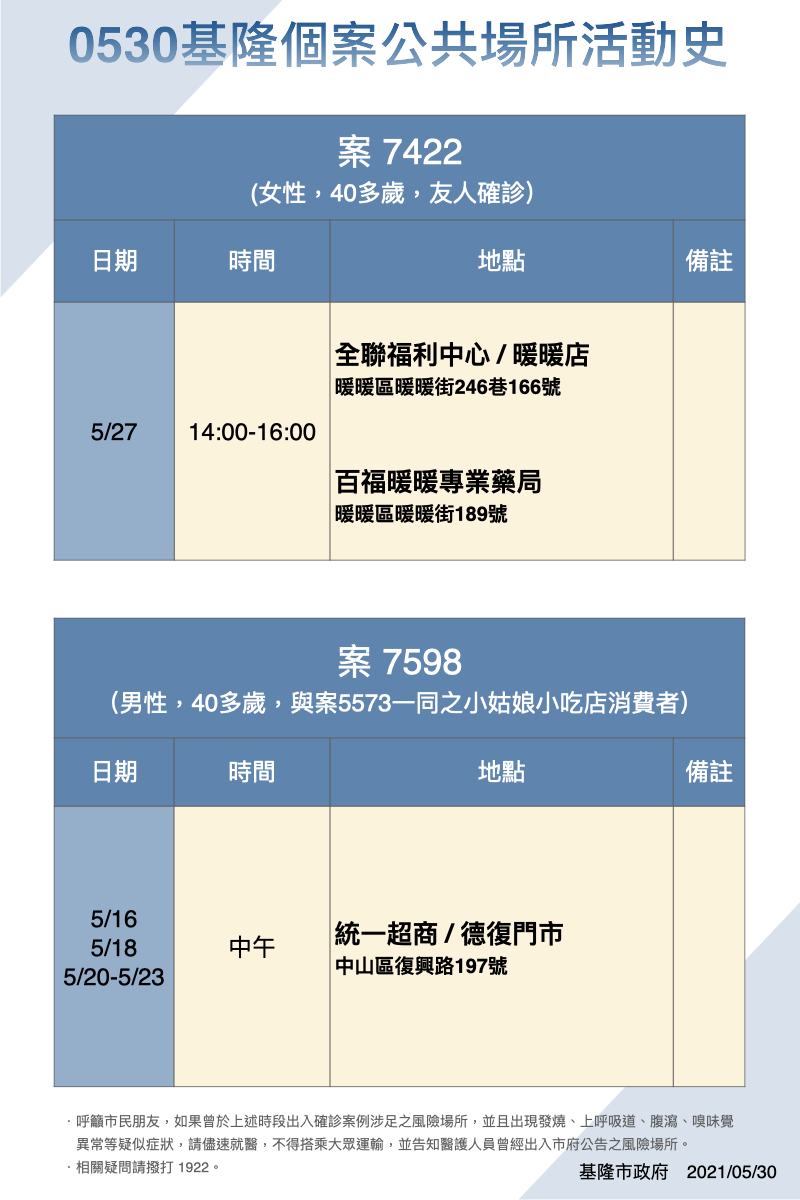 0530基隆個案公共場所活動史
案 7422
(女性，40多歲，友人確診）
日期
時間
地點
備註
5/27
14:00-16:00
全聯福利中心 / 暖暖店
暖暖區暖暖街246巷166號
百福暖暖專業藥局
暖暖區暖暖街189號
案 7598
（男性，40多歲，與案5573一同之小姑娘小吃店消費者）
日期
時間
地點
備註
5/16
5/18
5/20-5/23
中午
統一超商 / 德復門市
中山區復興路197號
· 呼籲市民朋友，如果曾於上述時段出入確診案例涉足之風險場所，並且出現發燒、上呼吸道、腹瀉、嗅味覺
異常等疑似症狀，請儘速就醫，不得搭乘大眾運輸，並告知醫護人員曾經出入市府公告之風險場所。
· 相關疑問請撥打 1922。
基隆市政府 2021/05/30